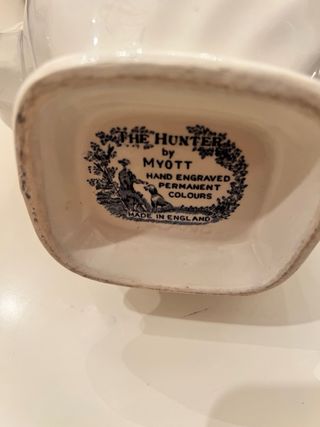 THE HUNTER
by
MYOTT
HAND ENGRAVED
PERMANENT
COLOURS
MADE IN ENGLAND